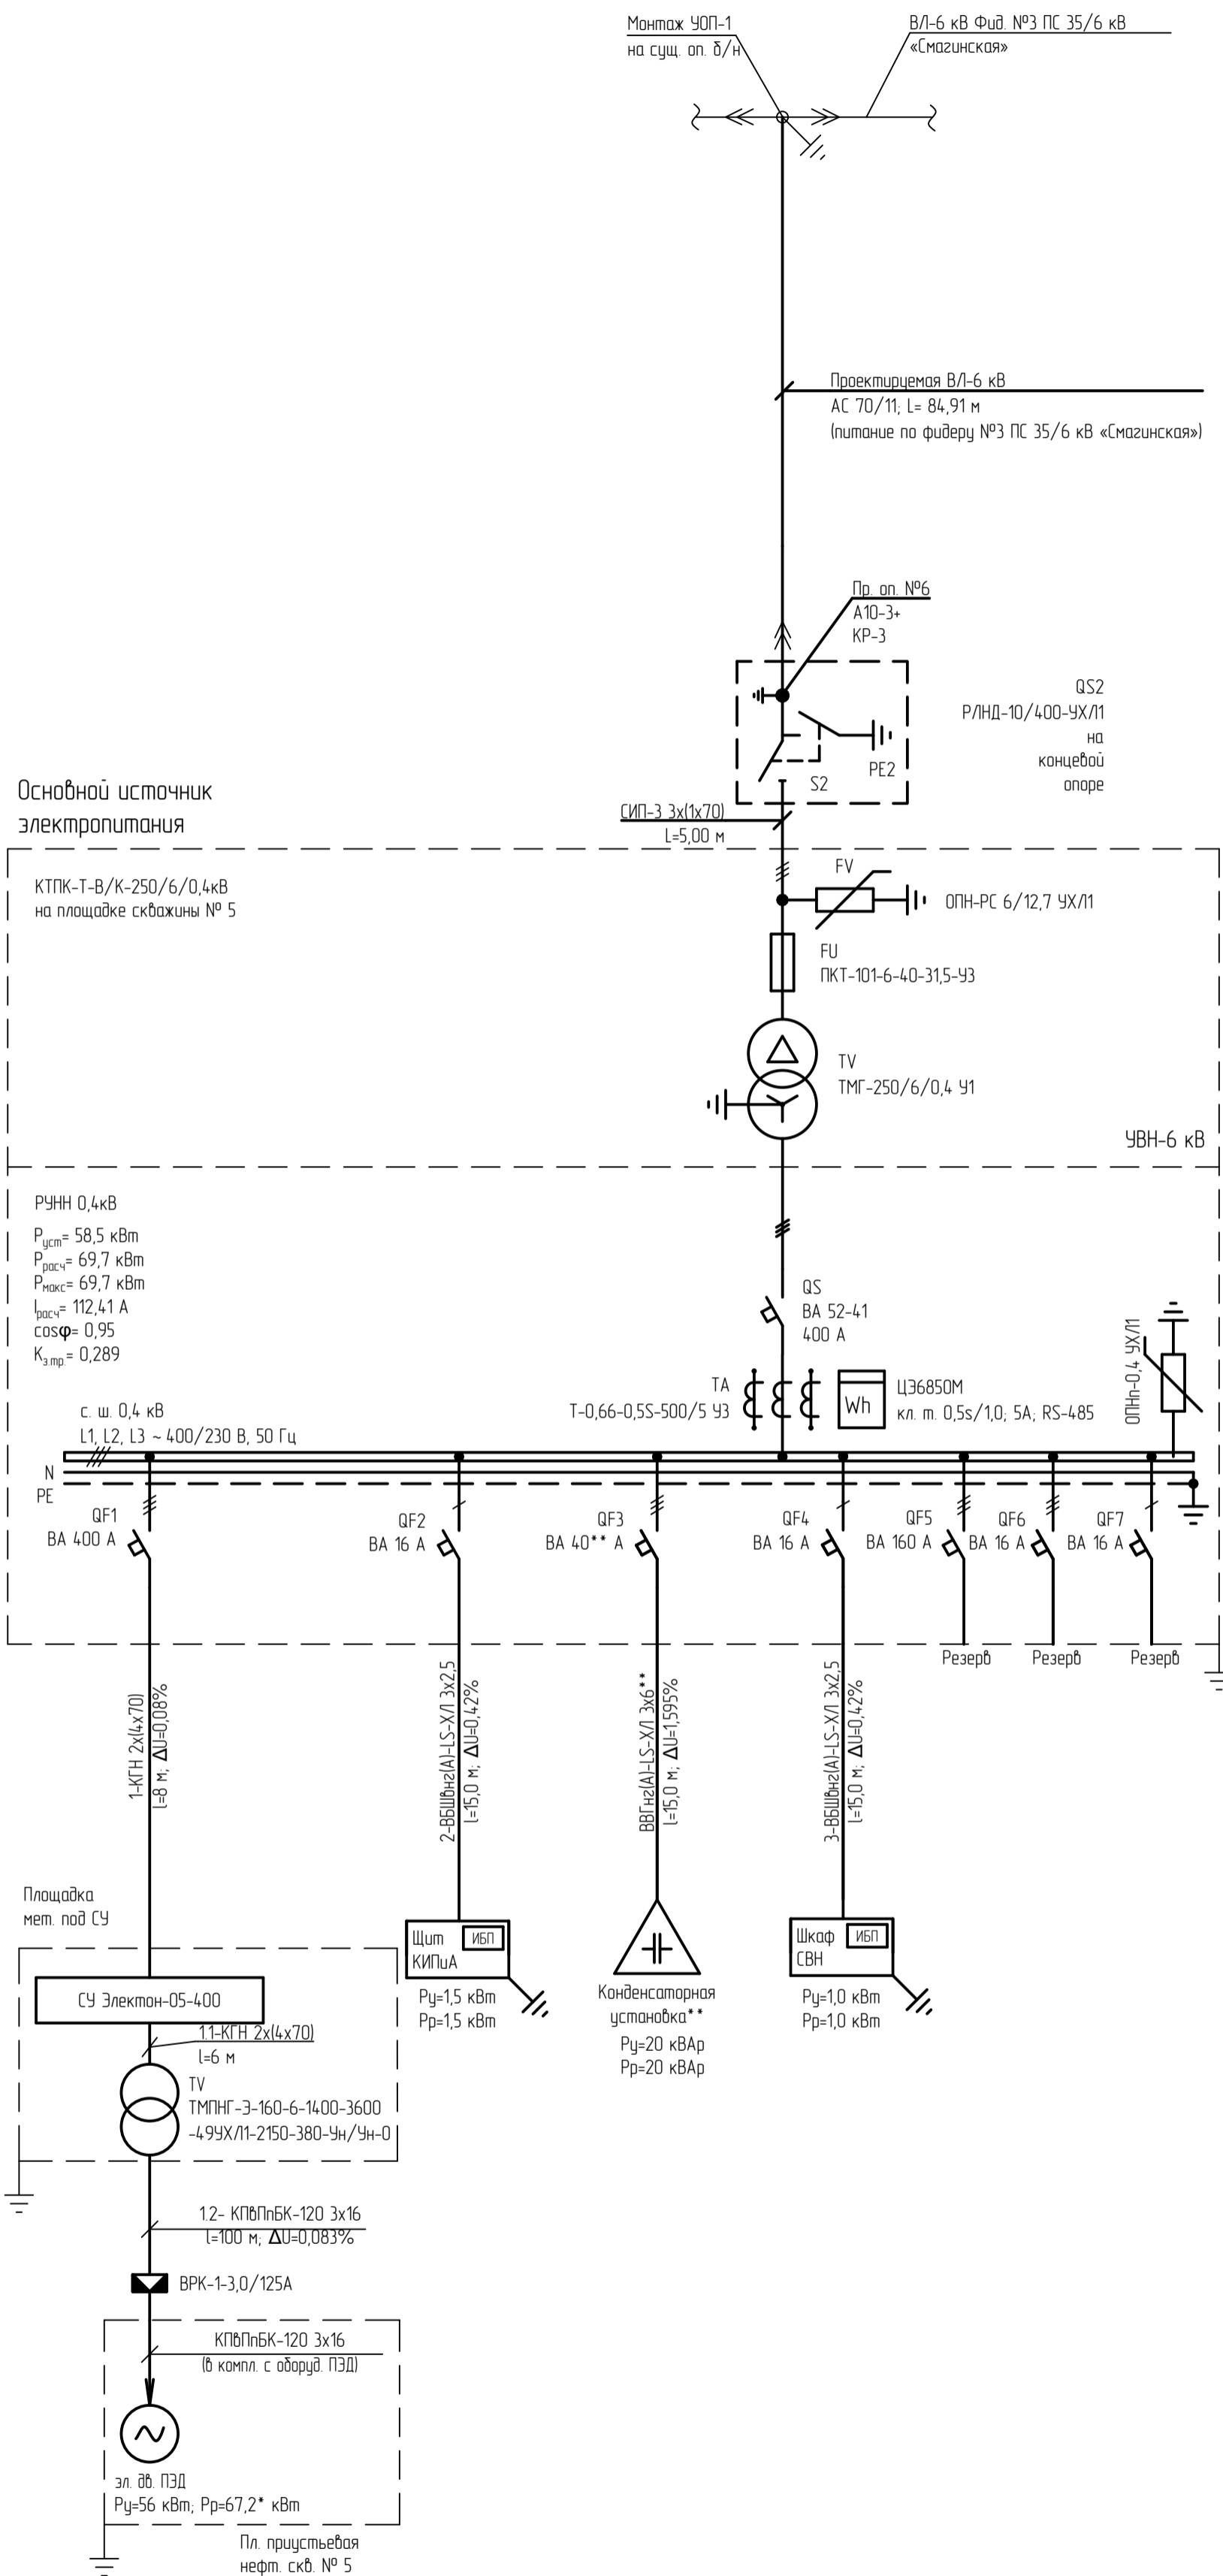 Монтаж УОП-1
на сущ. оп. б/н
ВЛ-6 кВ Фид. №3 ПС 35/6 кВ
«Смагинская»
Проектируемая ВЛ-6 кВ
АС 70/11; L= 84,91 м
(питание по фидеру №3 ПС 35/6 кВ «Смагинская»)
Пр. оп. №6
А10-3+
КР-3
QS2
РЛНД-10/400-УХЛ1
на
концевой
опоре
PE2
S2
Основной источник
электропитания
СИП-3 3х(1х70)
L=5,00 м
КТПК-Т-В/К-250/6/0,4кВ
на площадке скважины № 5
FV
ОПН-РС 6/12,7 УХЛ1
FU
ПКТ-101-6-40-31,5-У3
TV
ТМГ-250/6/0,4 У1
УВН-6 кВ
РУНН 0,4кВ
Pуст= 58,5 кВт
Pрасч= 69,7 кВт
Pмакс= 69,7 кВт
Iрасч= 112,41 А
cosφ= 0,95
Kз.тр.= 0,289
QS
ВА 52-41
400 А
ТА
Т-0,66-0,5S-500/5 У3
Wh
ЦЭ6850М
кл. т. 0,5s/1,0; 5А; RS-485
ОПНп-0,4 УХЛ1
с. ш. 0,4 кВ
L1, L2, L3 ~ 400/230 В, 50 Гц
N
PE
QF1
ВА 400 А
QF2
ВА 16 А
QF3
ВА 40** А
QF4
ВА 16 А
QF5
ВА 160 А
QF6
ВА 16 А
QF7
ВА 16 А
Резерв
Резерв
Резерв
1-КГН 2х(4х70)
l=8 м; ΔU=0,08%
2-ВБШвнг(А)-LS-ХЛ 3х2,5
l=15,0 м; ΔU=0,42%
ВВГнг(А)-LS-ХЛ 3х6**
l=15,0 м; ΔU=1,595%
3-ВБШвнг(А)-LS-ХЛ 3х2,5
l=15,0 м; ΔU=0,42%
Площадка
мет. под СУ
СУ Электон-05-400
Щит
КИПиА
ИБП
Ру=1,5 кВт
Рр=1,5 кВт
Конденсаторная
установка**
Ру=20 кВАр
Рр=20 кВАр
Шкаф
СВН
ИБП
Ру=1,0 кВт
Рр=1,0 кВт
1.1-КГН 2х(4х70)
l=6 м
TV
ТМПНГ-Э-160-6-1400-3600
-49УХЛ1-2150-380-Ун/Ун-0
1.2- КПвПпБК-120 3х16
l=100 м; ΔU=0,083%
ВРК-1-3,0/125А
КПвПпБК-120 3х16
(в компл. с оборуд. ПЭД)
эл. дв. ПЭД
Ру=56 кВт; Рр=67,2* кВт
Пл. приустьевая
нефт. скв. № 5